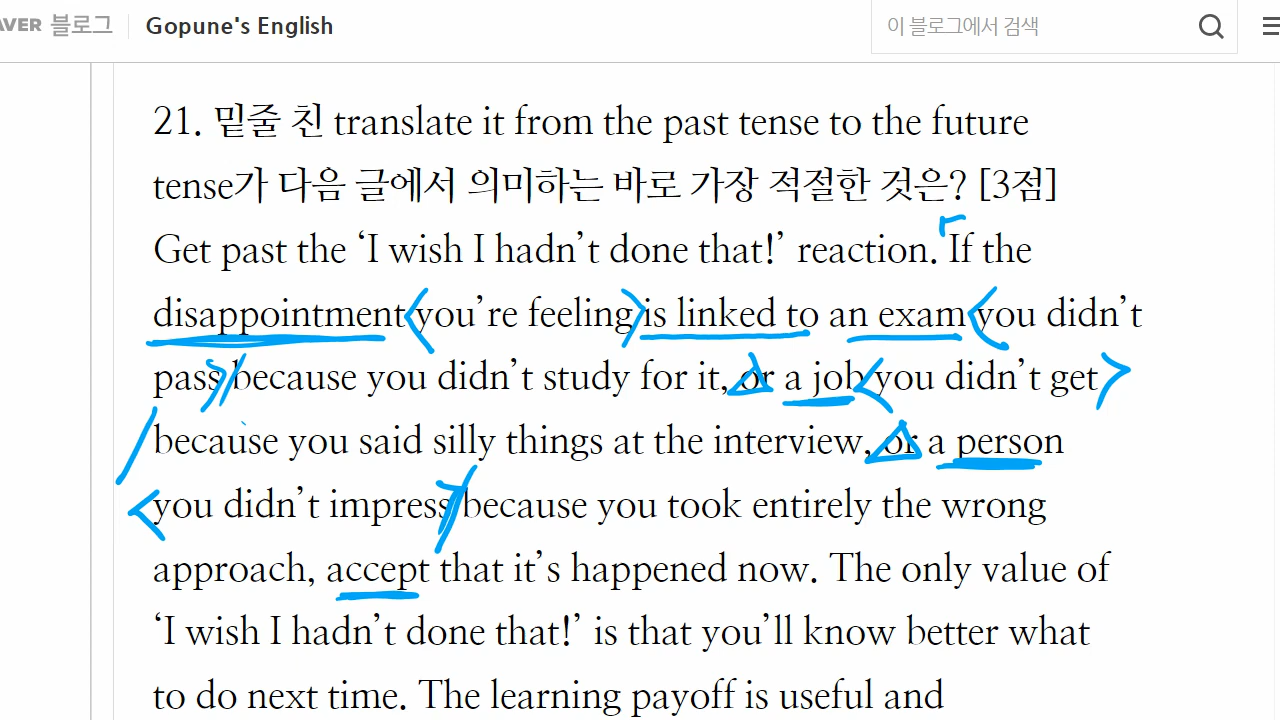 AVER 블로그
Gopune's English
이 블로그에서 검색
21. 밑줄 친 translate it from the past tense to the future
tense가 다음 글에서 의미하는 바로 가장 적절한 것은? [3점]
Get past the ‘I wish I hadn’t done that!’ reaction. If the
disappointment you’re feeling is linked to an exam you didn’t
pass because you didn’t study for it, or a job you didn’t get
because you said silly things at the interview, or a person
you didn’t impress because you took entirely the wrong
approach, accept that it’s happened now. The only value of
‘I wish I hadn’t done that!’ is that you’ll know better what
to do next time. The learning payoff is useful and